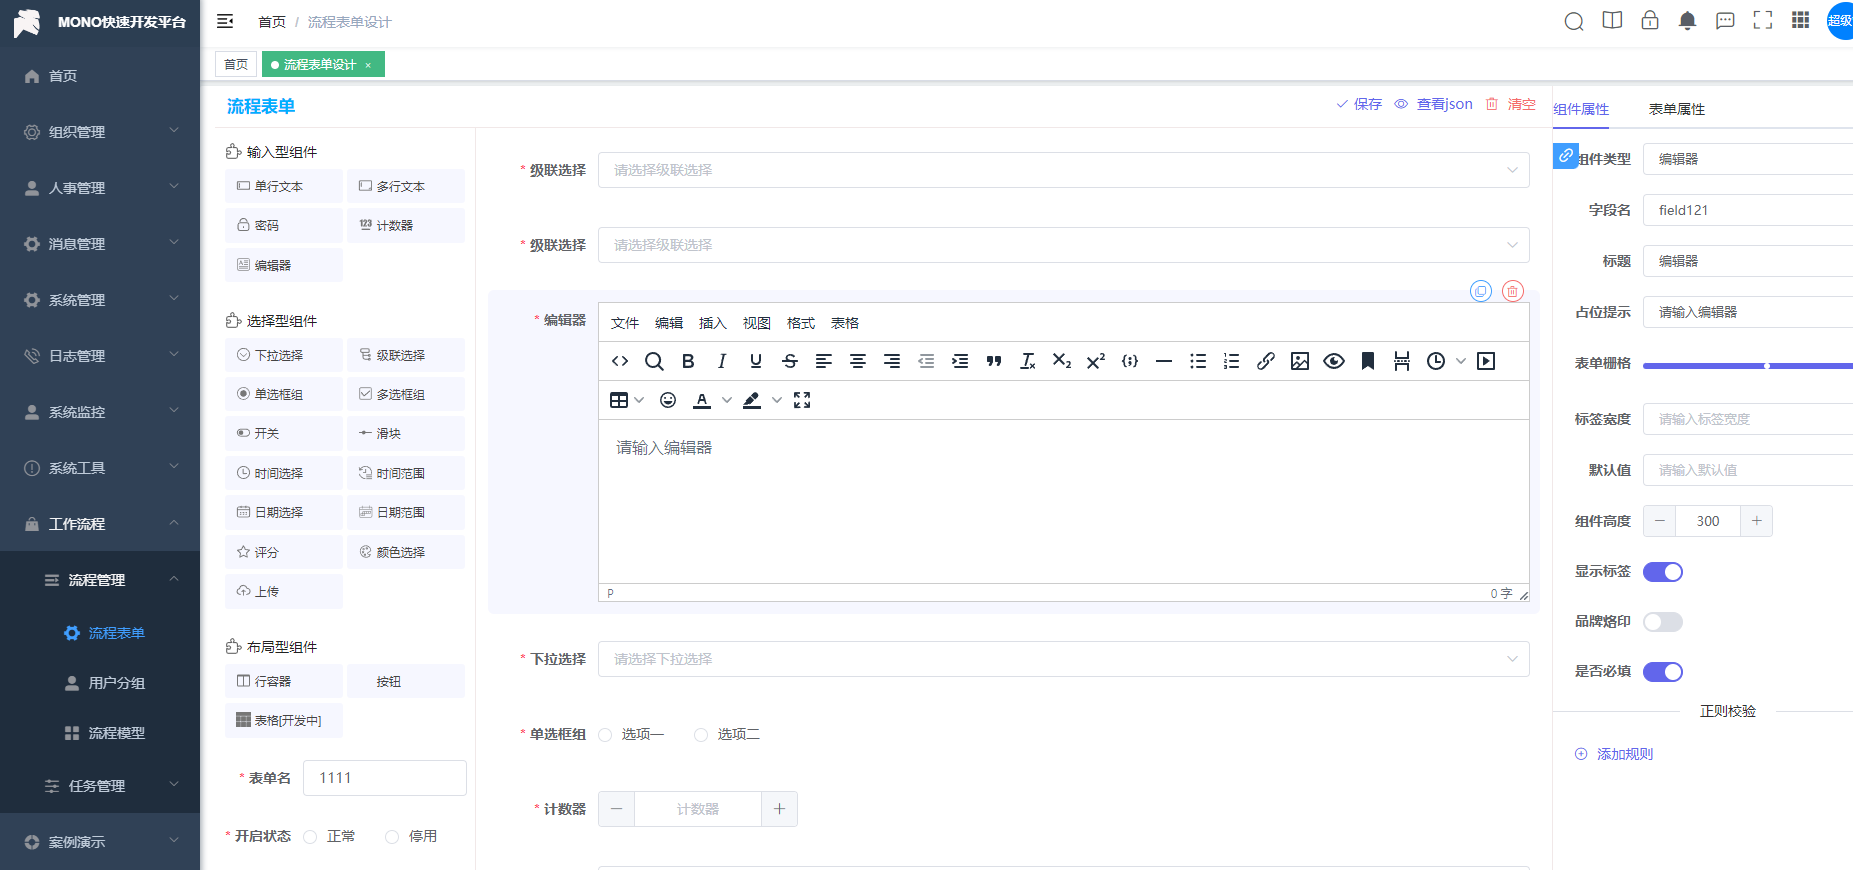 MONO快速开发平台
首页
组织管理
人事管理
消息管理
系统管理
日志管理
系统监控
系统工具
工作流程
流程管理
流程表单
用户分组
流程模型
任务管理
案例演示
首页 / 流程表单设计
超级
首页
流程表单设计 ×
流程表单
保存 查看json 清空
输入型组件
单行文本 多行文本
密码 计数器
编辑器
选择型组件
下拉选择 级联选择
单选框组 多选框组
开关 滑块
时间选择 时间范围
日期选择 日期范围
评分 颜色选择
上传
布局型组件
行容器 按钮
表格[开发中]
* 表单名 1111
* 开启状态 正常 停用
* 级联选择 请选择级联选择
* 级联选择 请选择级联选择
* 编辑器
文件 编辑 插入 视图 格式 表格
请输入编辑器
P 0 字
* 下拉选择 请选择下拉选择
* 单选框组 选项一 选项二
* 计数器 计数器
组件属性 表单属性
组件类型 编辑器
字段名 field121
标题 编辑器
占位提示 请输入编辑器
表单栅格
标签宽度 请输入标签宽度
默认值 请输入默认值
组件高度 300
显示标签
品牌烙印
是否必填
正则校验
添加规则